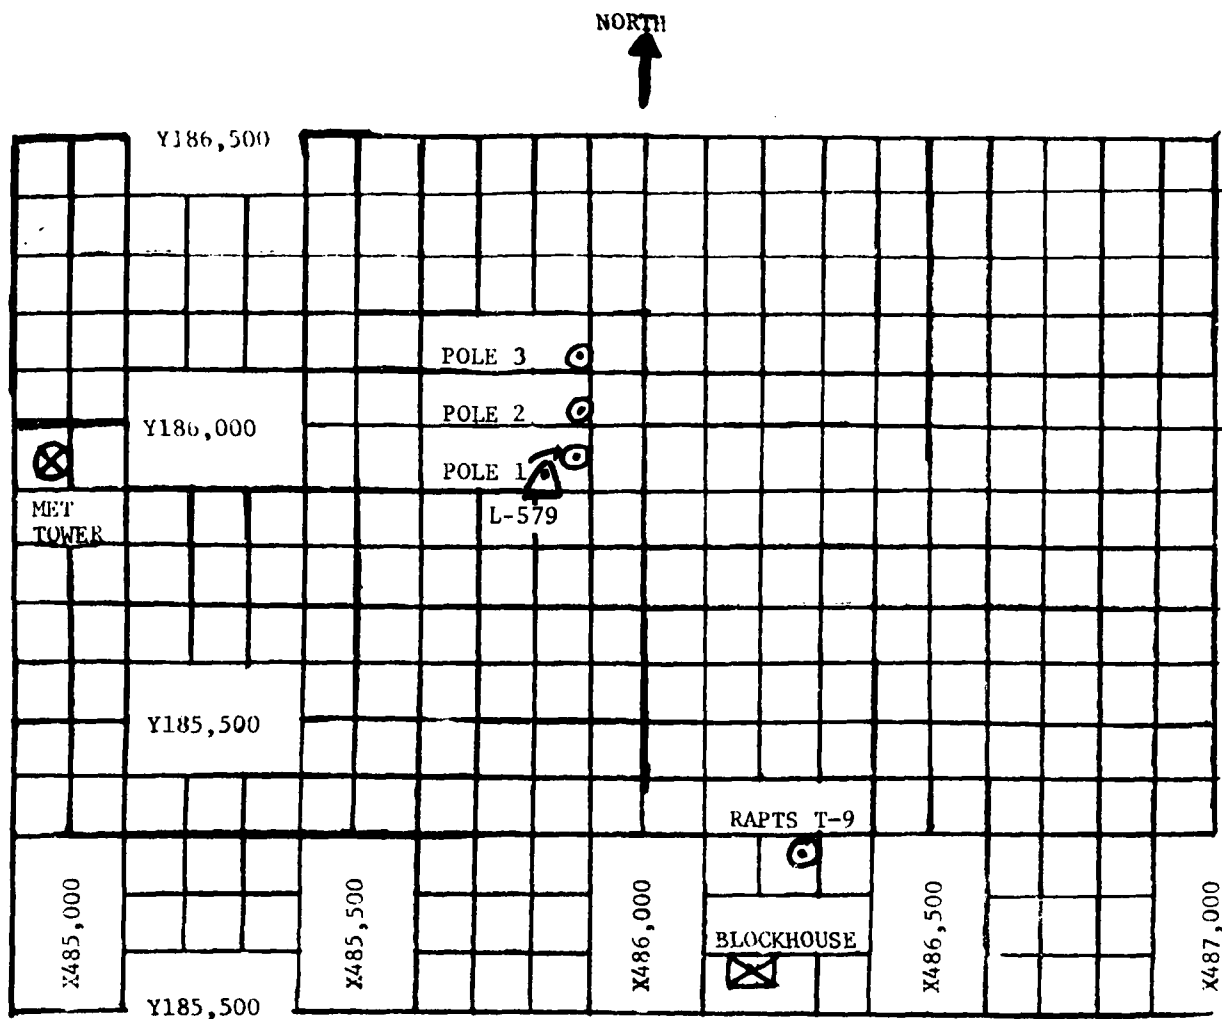 NORTH
Y186,500
POLE 3
POLE 2
Y186,000
POLE 1
MET
TOWER
L-579
Y185,500
RAPTS T-9
X485,000
X485,500
X486,000
BLOCKHOUSE
X486,500
X487,000
Y185,500